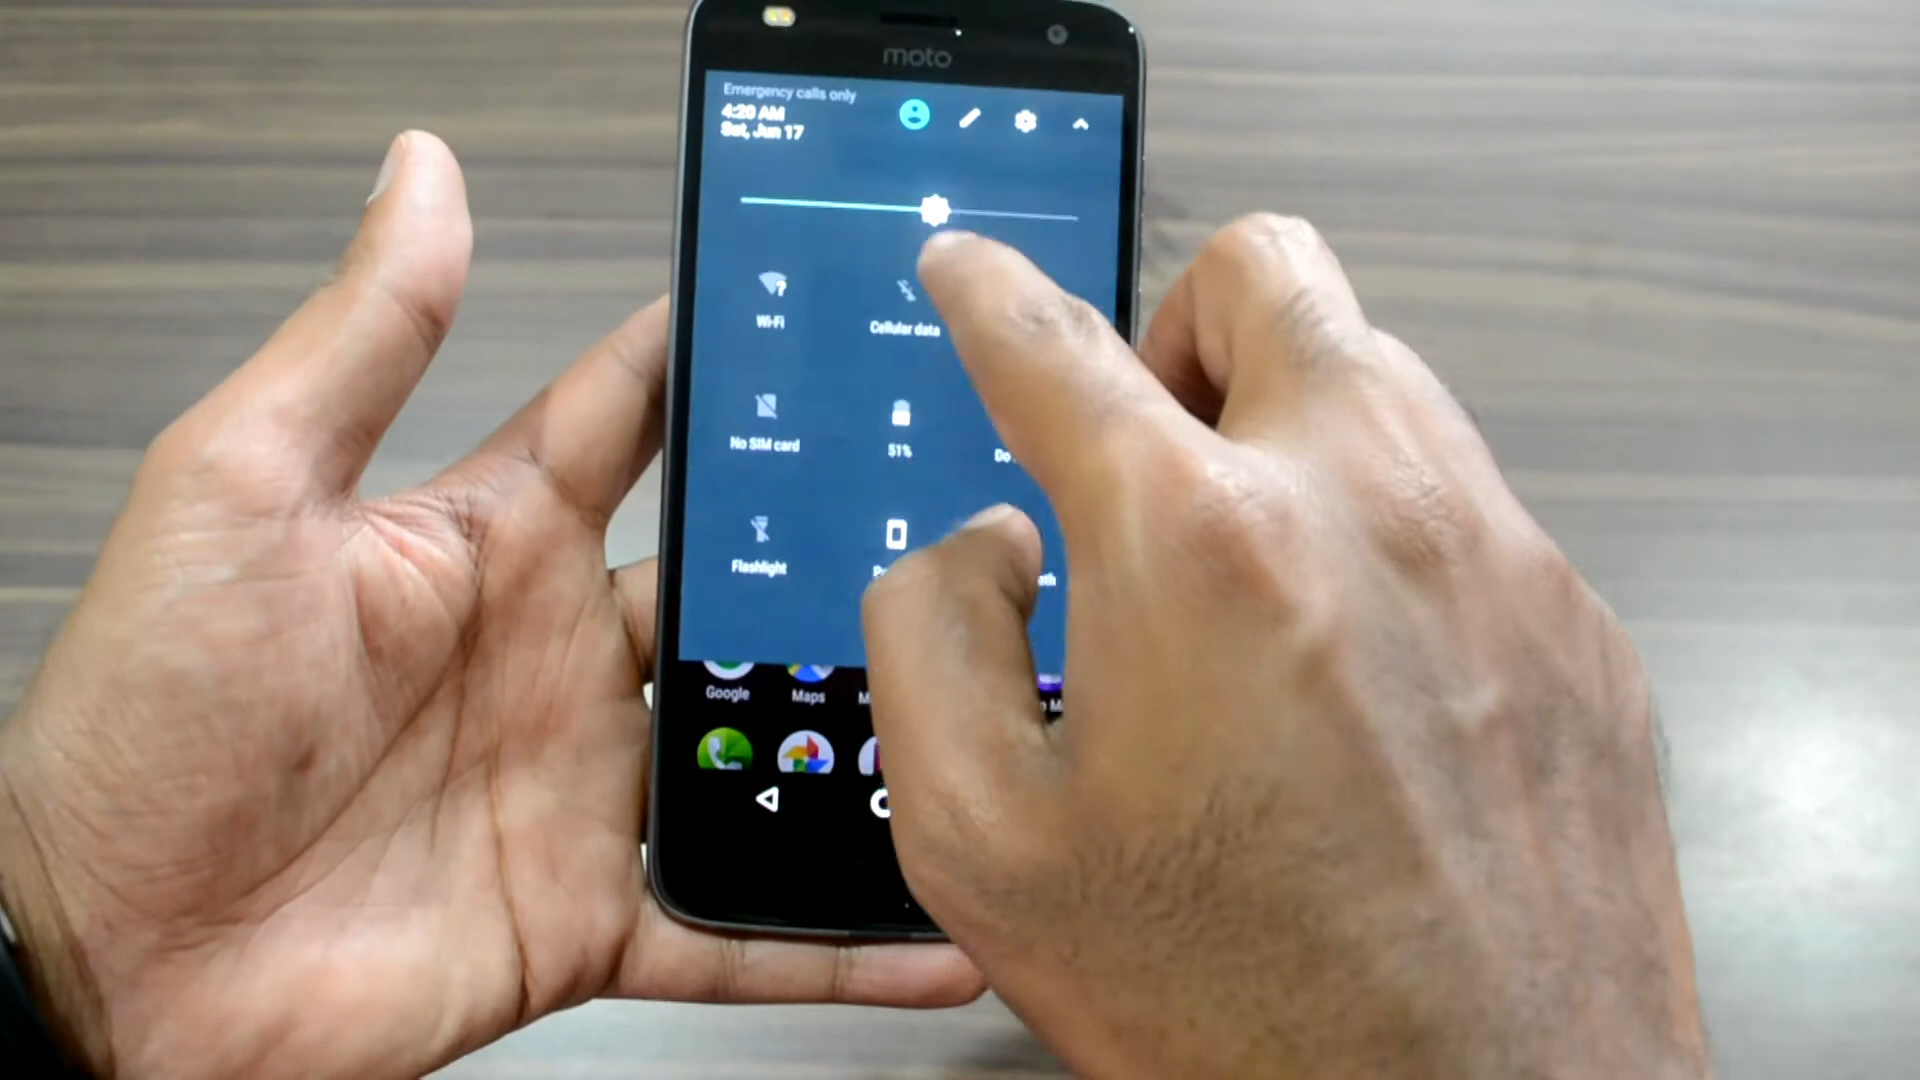 moto
Emergency calls only
4:20 AM
Sat, Jun 17
Wi-Fi
Cellular data
No SIM card
51%
Do
Flashlight
Google
Maps